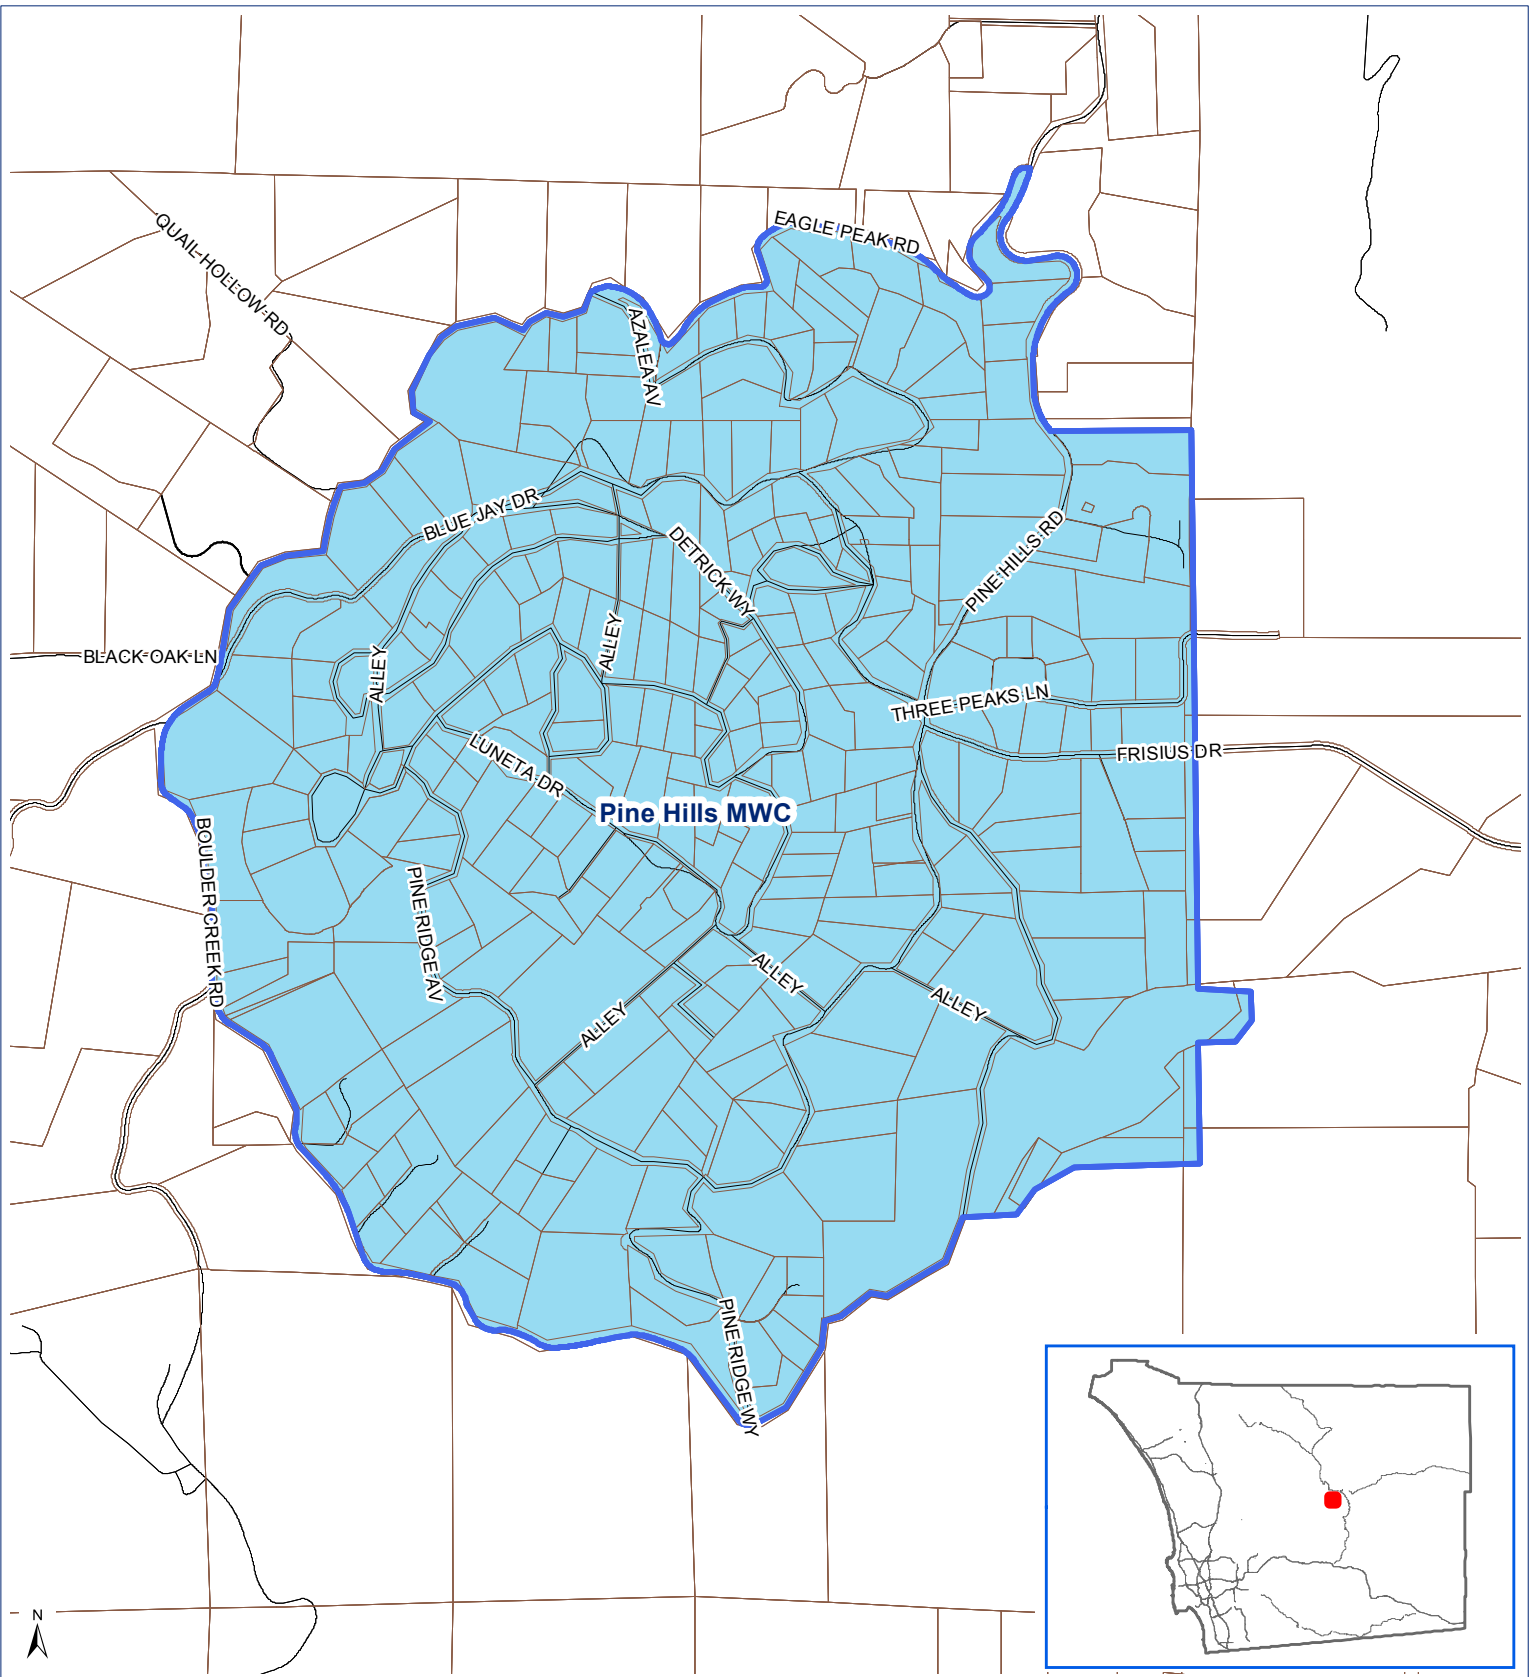 EAGLE PEAK RD
QUAIL HOLLOW RD
AZALEA AV
BLUE JAY DR
DETRICK WY
PINE HILLS RD
ALLEY
BLACK OAK LN
ALLEY
THREE PEAKS LN
FRISIUS DR
LUNETA DR
Pine Hills MWC
BOULDER CREEK RD
PINE RIDGE AV
ALLEY
ALLEY
ALLEY
PINE RIDGE WY
N